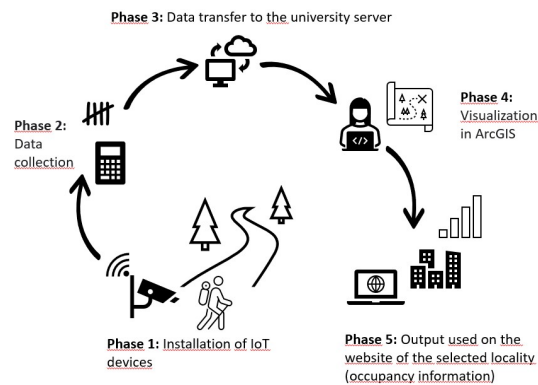 Phase 3: Data transfer to the university server
Phase 2:
Data
collection
Phase 4:
Visualization
in ArcGIS
</>
Phase 1: Installation of IoT
devices
Phase 5: Output used on the
website of the selected locality
(occupancy information)